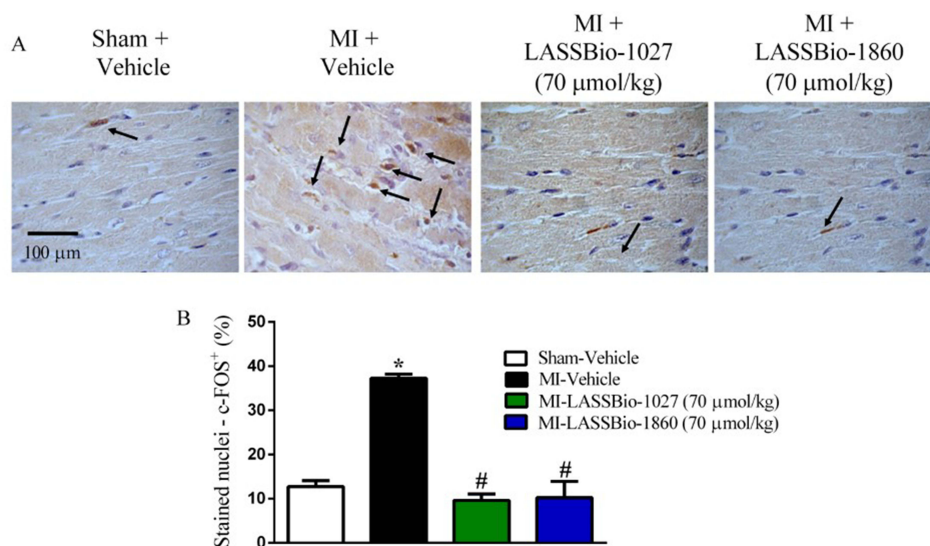 A
Sham +
Vehicle
MI +
Vehicle
MI +
LASSBio-1027
(70 μmol/kg)
MI +
LASSBio-1860
(70 μmol/kg)
100 μm
B
Stained nuclei - c-FOS⁺ (%)
50
40
30
20
10
0
*
#
#
Sham-Vehicle
MI-Vehicle
MI-LASSBio-1027 (70 μmol/kg)
MI-LASSBio-1860 (70 μmol/kg)